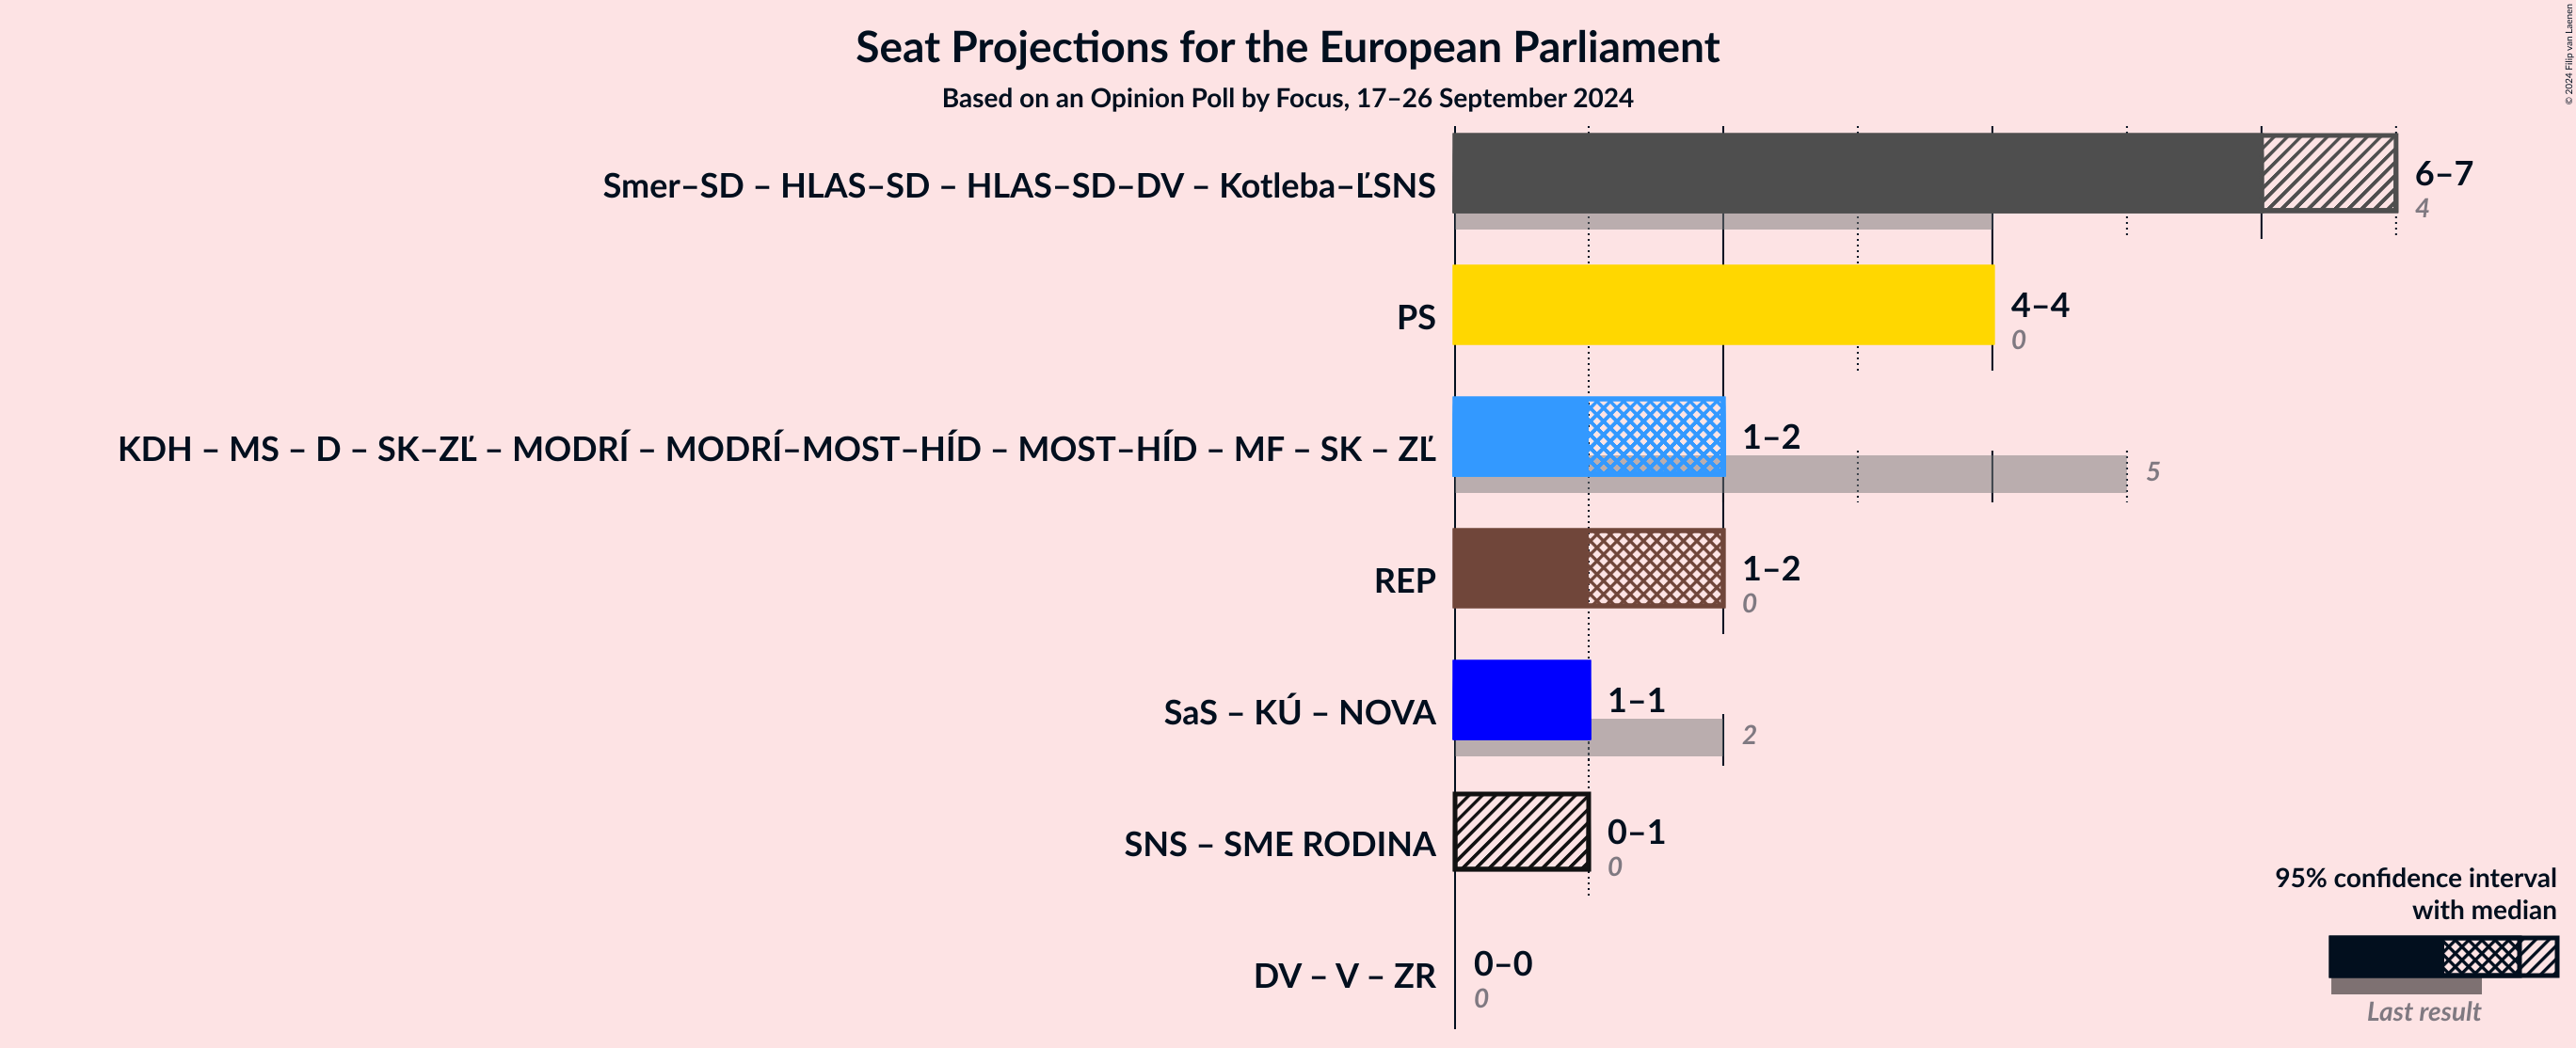 Seat Projections for the European Parliament
Based on an Opinion Poll by Focus, 17–26 September 2024
© 2024 Filip van Laenen
Smer–SD – HLAS–SD – HLAS–SD–DV – Kotleba–ĽSNS
6–7
4
PS
4–4
0
KDH – MS – D – SK–ZĽ – MODRÍ – MODRÍ–MOST–HÍD – MOST–HÍD – MF – SK – ZĽ
1–2
5
REP
1–2
0
SaS – KÚ – NOVA
1–1
2
SNS – SME RODINA
0–1
0
DV – V – ZR
0–0
0
95% confidence interval
with median
Last result